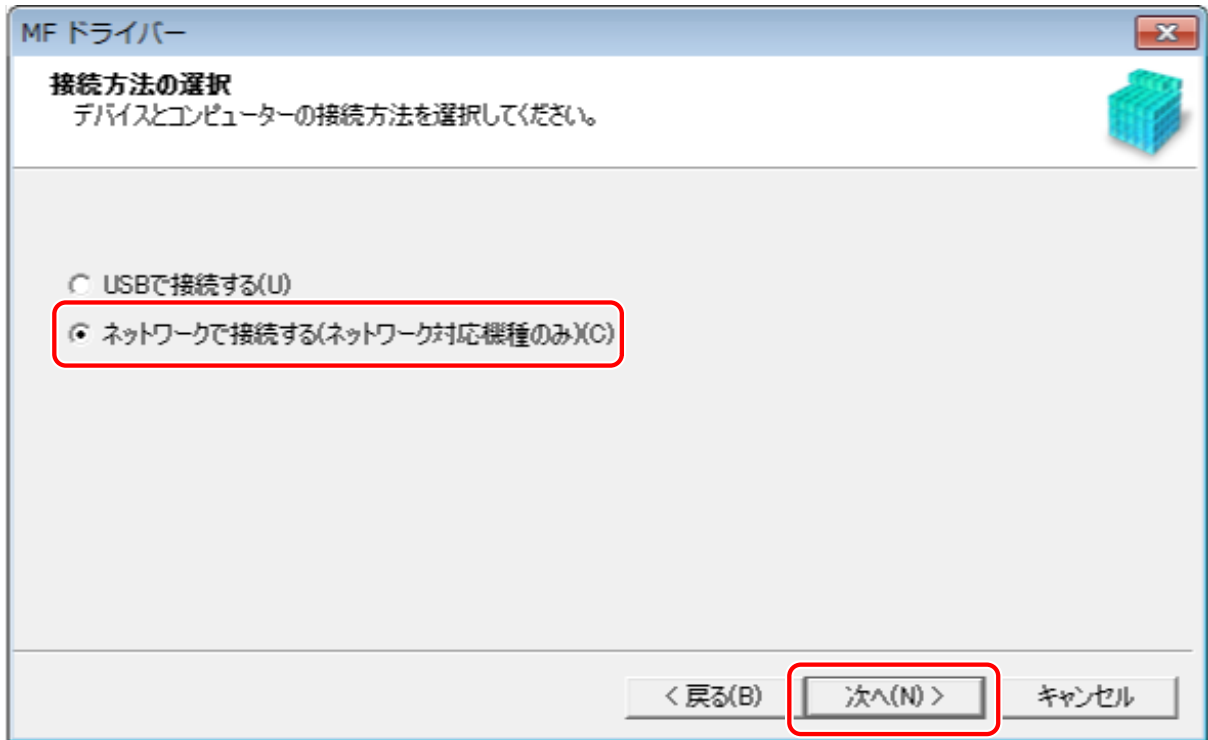 MF ドライバー
接続方法の選択
デバイスとコンピューターの接続方法を選択してください。
USBで接続する(U)
ネットワークで接続する(ネットワーク対応機種のみ)(C)
< 戻る(B)
次へ(N) >
キャンセル